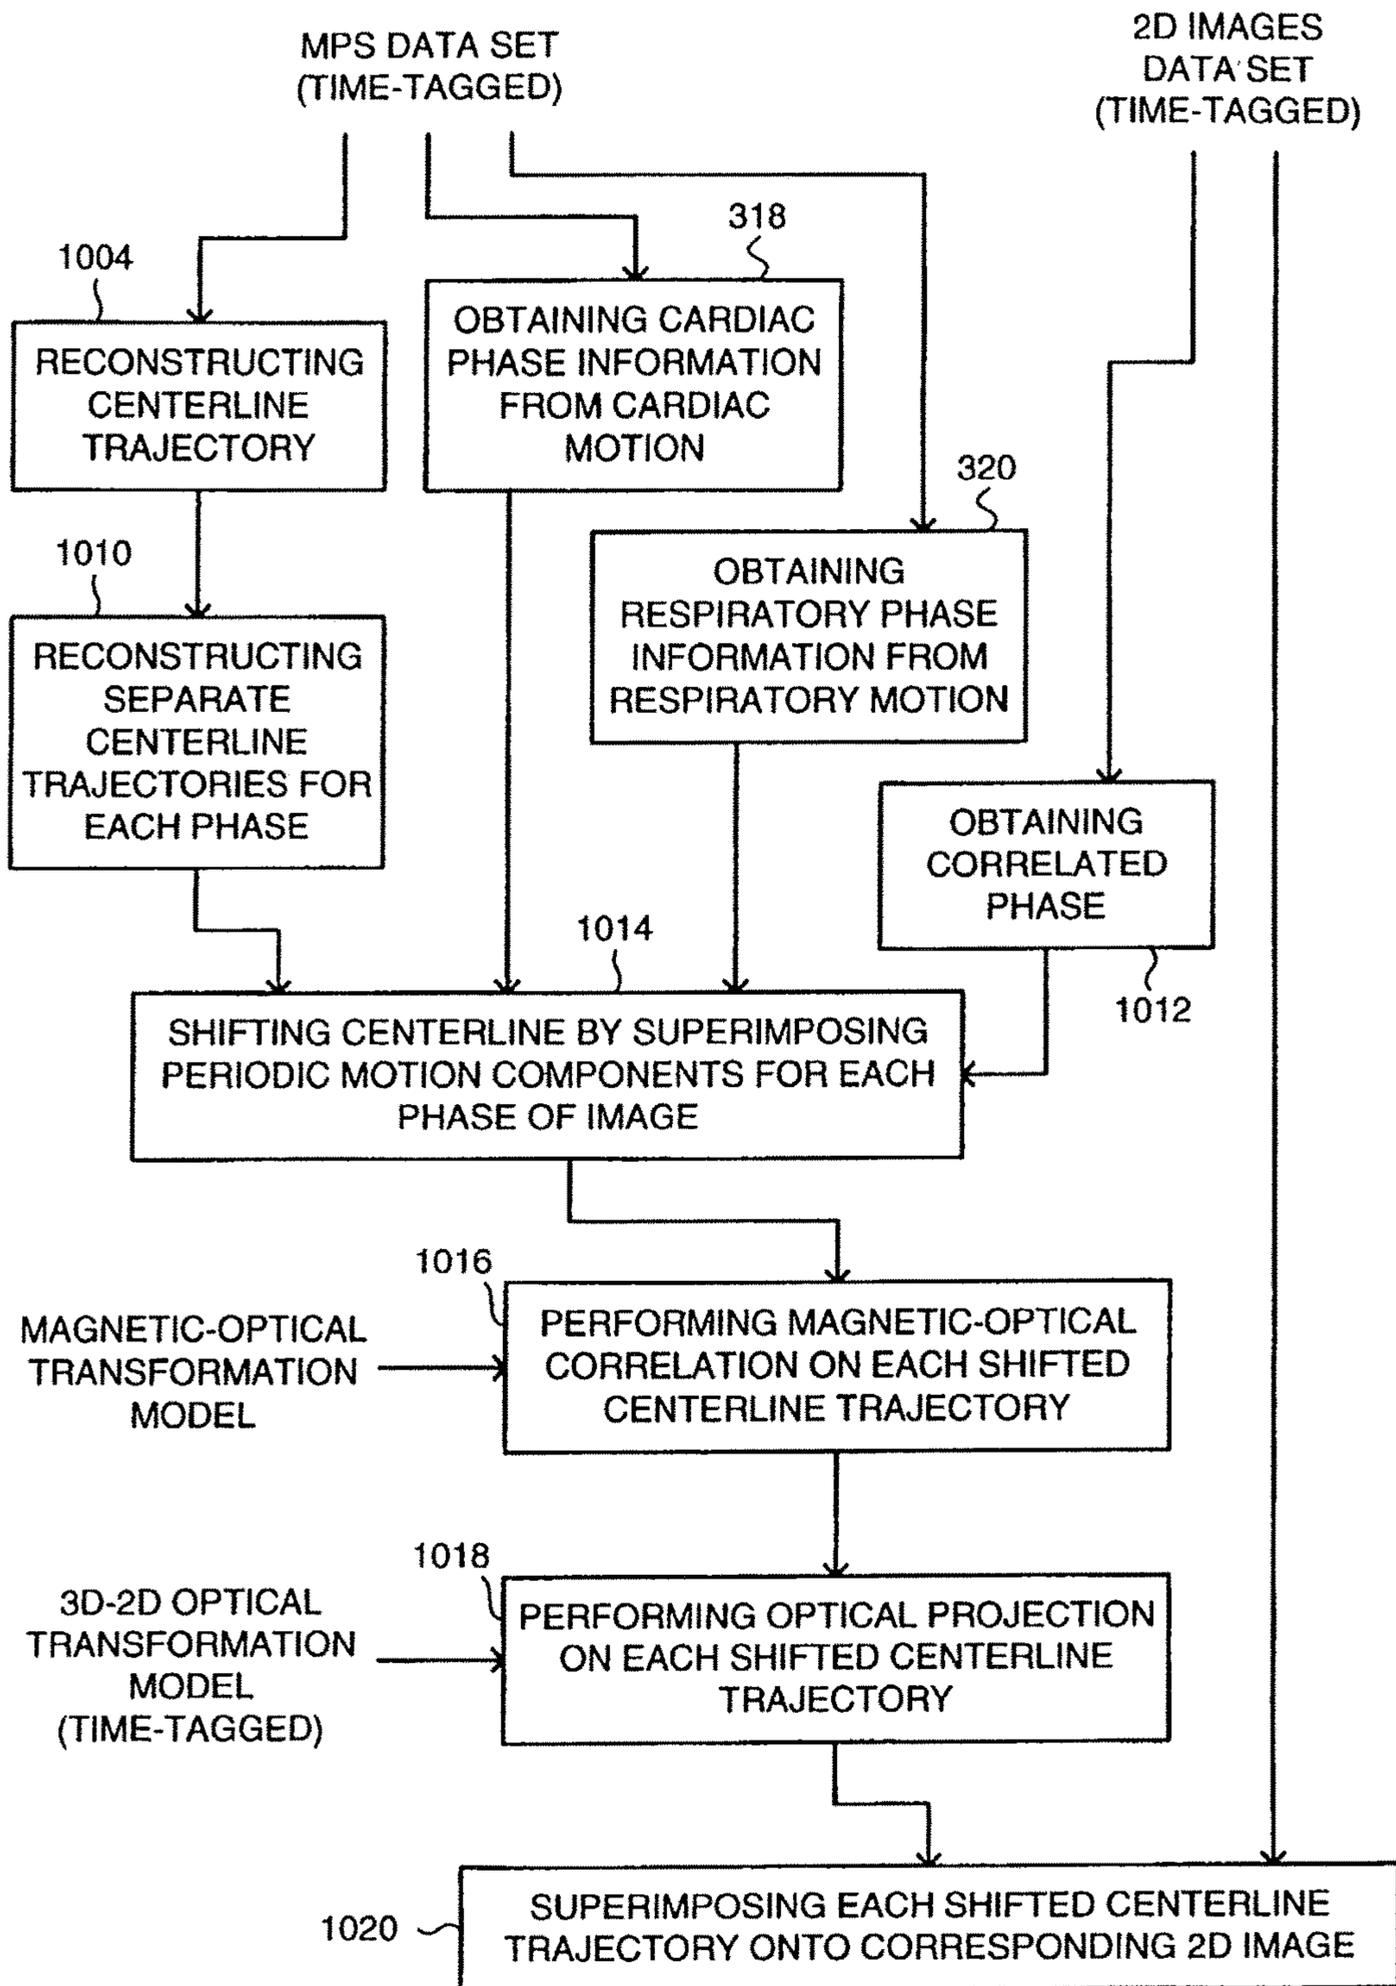 MPS DATA SET
(TIME-TAGGED)
2D IMAGES
DATA SET
(TIME-TAGGED)
318
1004
OBTAINING CARDIAC
PHASE INFORMATION
FROM CARDIAC
MOTION
RECONSTRUCTING
CENTERLINE
TRAJECTORY
320
1010
OBTAINING
RESPIRATORY PHASE
INFORMATION FROM
RESPIRATORY MOTION
RECONSTRUCTING
SEPARATE
CENTERLINE
TRAJECTORIES FOR
EACH PHASE
OBTAINING
CORRELATED
PHASE
1014
1012
SHIFTING CENTERLINE BY SUPERIMPOSING
PERIODIC MOTION COMPONENTS FOR EACH
PHASE OF IMAGE
1016
MAGNETIC-OPTICAL
TRANSFORMATION
MODEL
PERFORMING MAGNETIC-OPTICAL
CORRELATION ON EACH SHIFTED
CENTERLINE TRAJECTORY
1018
3D-2D OPTICAL
TRANSFORMATION
MODEL
(TIME-TAGGED)
PERFORMING OPTICAL PROJECTION
ON EACH SHIFTED CENTERLINE
TRAJECTORY
1020
SUPERIMPOSING EACH SHIFTED CENTERLINE
TRAJECTORY ONTO CORRESPONDING 2D IMAGE